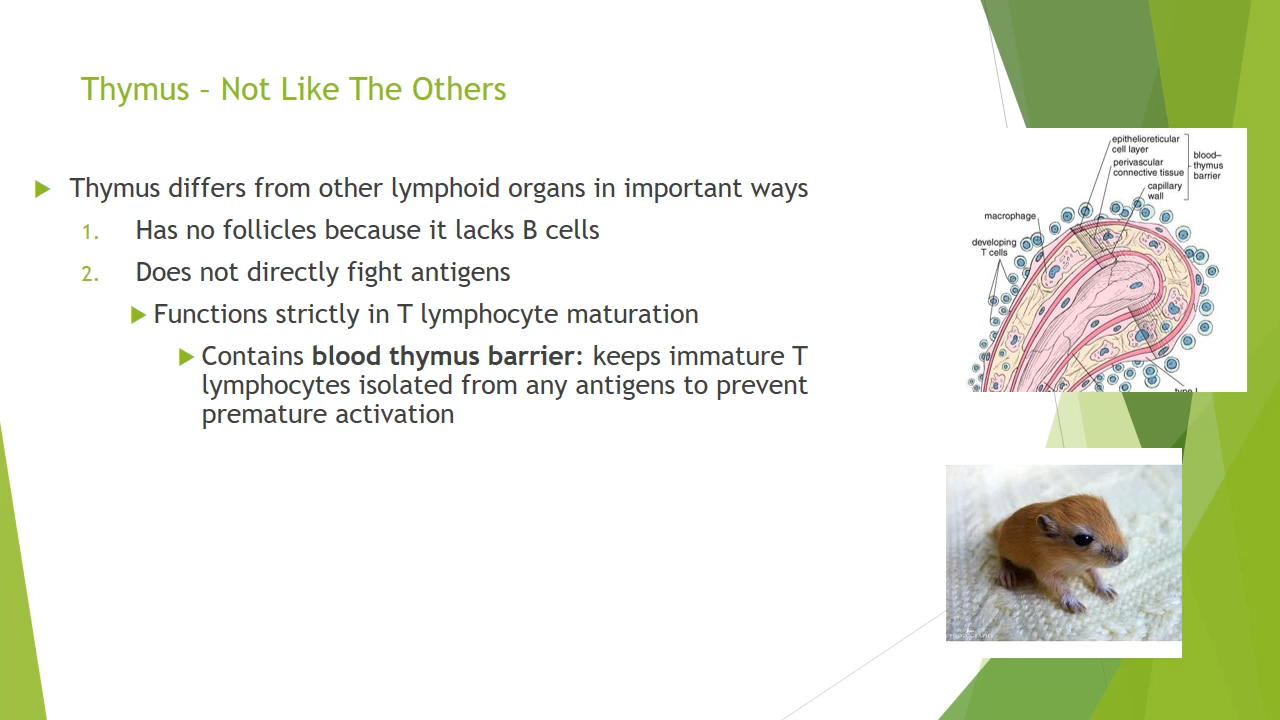 Thymus – Not Like The Others
Thymus differs from other lymphoid organs in important ways
1. Has no follicles because it lacks B cells
2. Does not directly fight antigens
Functions strictly in T lymphocyte maturation
Contains blood thymus barrier: keeps immature T
lymphocytes isolated from any antigens to prevent
premature activation
epithelioreticular
cell layer
perivascular
connective tissue
capillary
wall
blood–
thymus
barrier
macrophage
developing
T cells